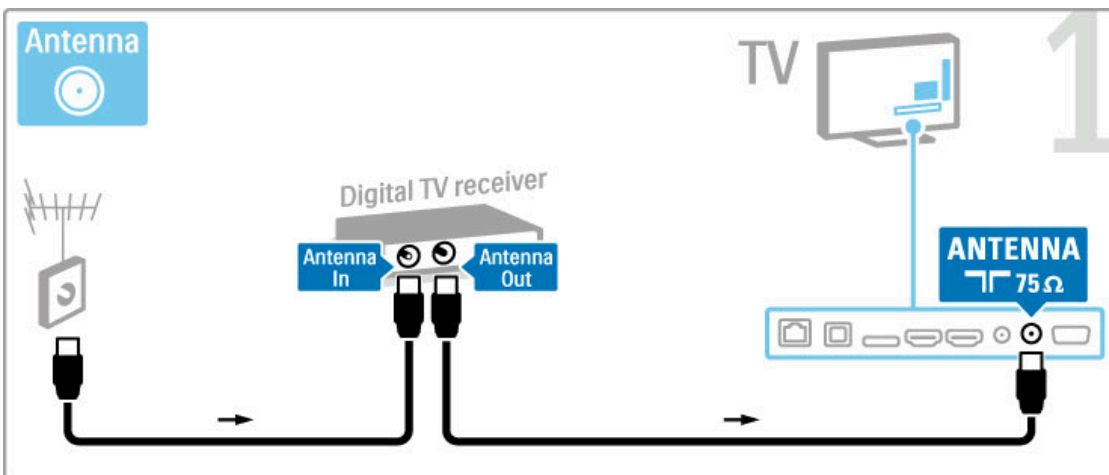 Antenna
TV
1
Digital TV receiver
Antenna
In
Antenna
Out
ANTENNA
75 Ω